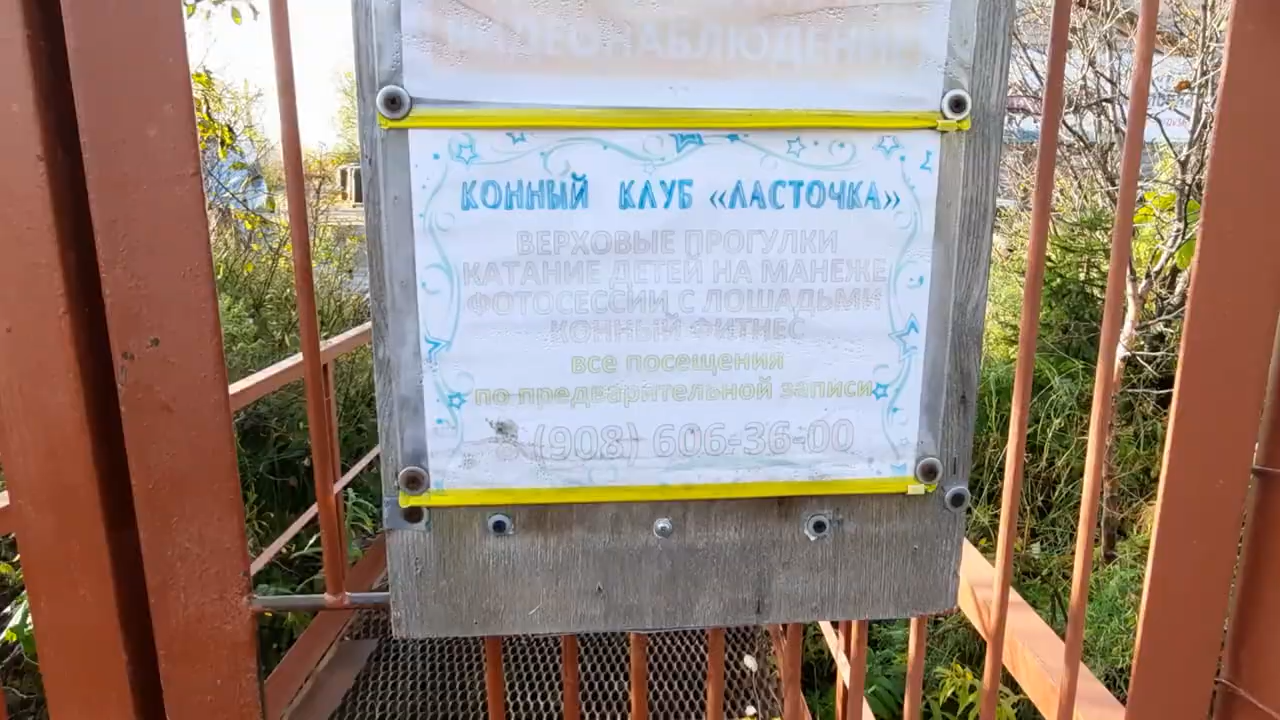 ВИДЕОНАБЛЮДЕНИЕ
КОННЫЙ КЛУБ «ЛАСТОЧКА»
ВЕРХОВЫЕ ПРОГУЛКИ
КАТАНИЕ ДЕТЕЙ НА МАНЕЖЕ
ФОТОСЕССИИ С ЛОШАДЬМИ
КОННЫЙ ФИТНЕС
все посещения
по предварительной записи
(908) 606-36-00